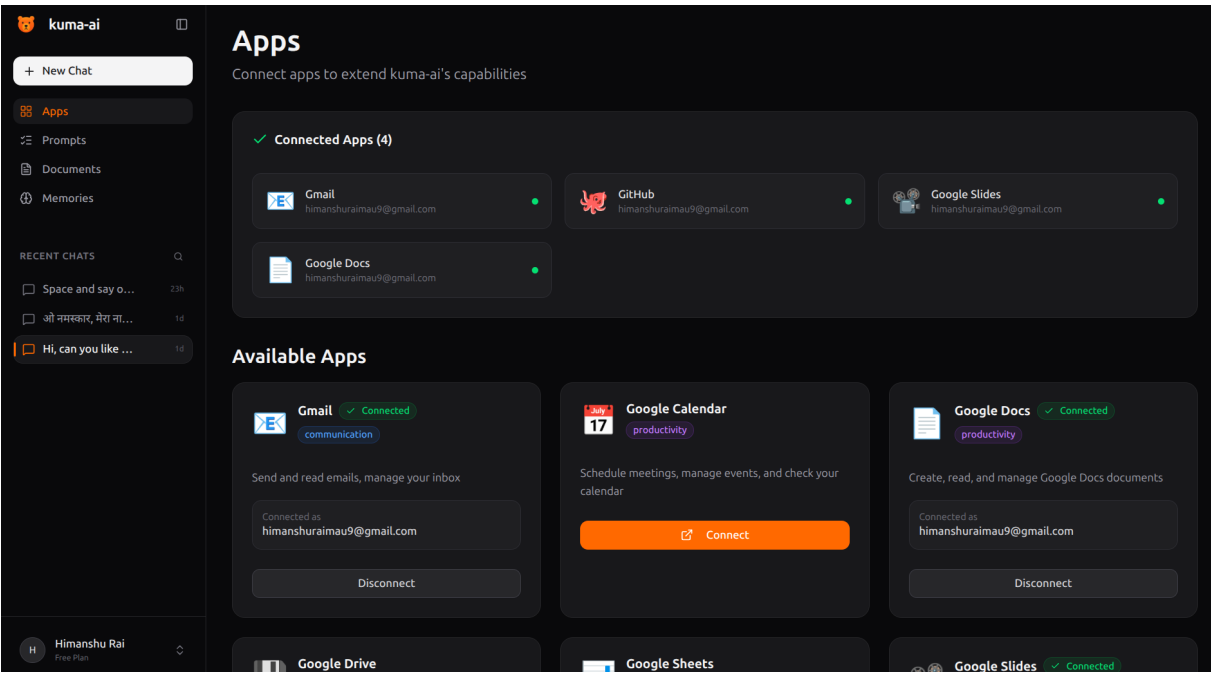 kuma-ai
New Chat
Apps
Prompts
Documents
Memories
RECENT CHATS
Space and say o...
23h
ओ नमस्कार, मेरा ना...
1d
Hi, can you like ...
1d
H
Himanshu Rai
Free Plan
Apps
Connect apps to extend kuma-ai's capabilities
Connected Apps (4)
Gmail
himanshuraimau9@gmail.com
GitHub
himanshuraimau9@gmail.com
Google Slides
himanshuraimau9@gmail.com
Google Docs
himanshuraimau9@gmail.com
Available Apps
Gmail
Connected
communication
Send and read emails, manage your inbox
Connected as
himanshuraimau9@gmail.com
Disconnect
July
17
Google Calendar
productivity
Schedule meetings, manage events, and check your
calendar
Connect
Google Docs
Connected
productivity
Create, read, and manage Google Docs documents
Connected as
himanshuraimau9@gmail.com
Disconnect
Google Drive
Google Sheets
Google Slides
Connected